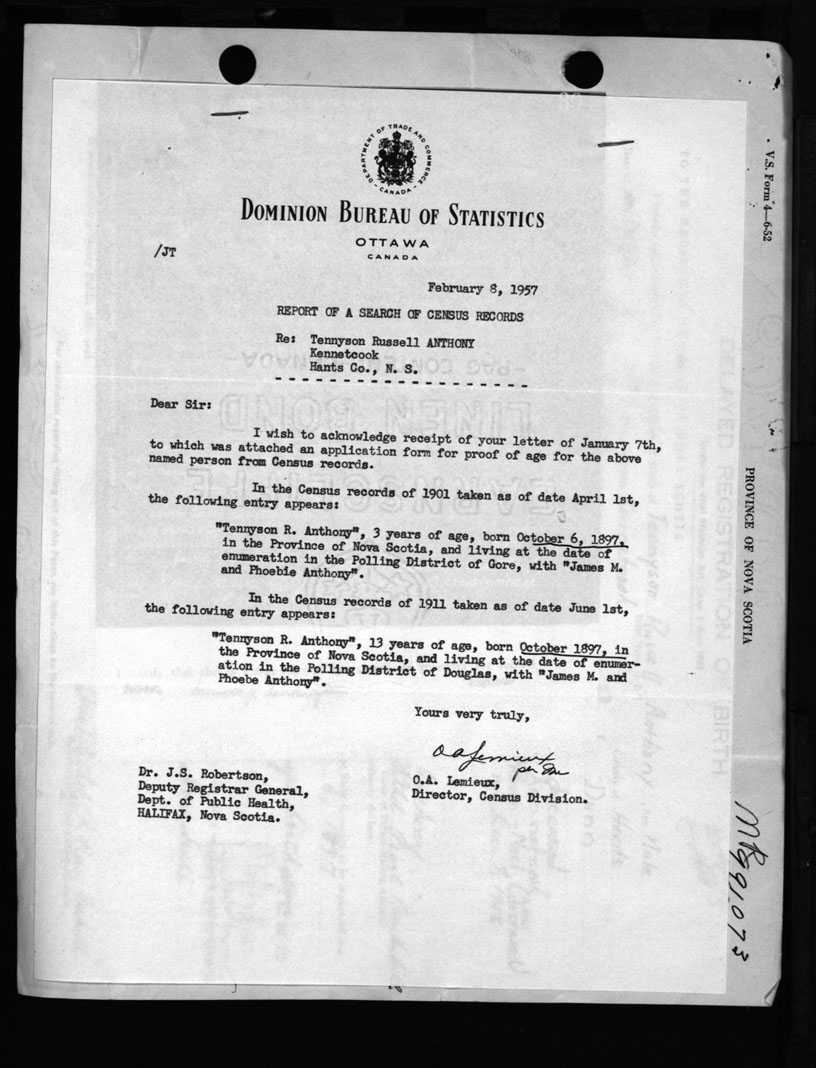 DEPARTMENT OF TRADE AND COMMERCE
- CANADA -
DOMINION BUREAU OF STATISTICS
OTTAWA
CANADA
/JT
February 8, 1957
REPORT OF A SEARCH OF CENSUS RECORDS
Re: Tennyson Russell ANTHONY
Kennetcook
Hants Co., N. S.
Dear Sir:
I wish to acknowledge receipt of your letter of January 7th,
to which was attached an application form for proof of age for the above
named person from Census records.
In the Census records of 1901 taken as of date April 1st,
the following entry appears:
"Tennyson R. Anthony", 3 years of age, born October 6, 1897,
in the Province of Nova Scotia, and living at the date of
enumeration in the Polling District of Gore, with "James M.
and Phoebie Anthony".
In the Census records of 1911 taken as of date June 1st,
the following entry appears:
"Tennyson R. Anthony", 13 years of age, born October 1897, in
the Province of Nova Scotia, and living at the date of enumer-
ation in the Polling District of Douglas, with "James M. and
Phoebe Anthony".
Yours very truly,
O A Lemieux
per
O.A. Lemieux,
Director, Census Division.
Dr. J.S. Robertson,
Deputy Registrar General,
Dept. of Public Health,
HALIFAX, Nova Scotia.
V.S. Form 4—6-52
PROVINCE OF NOVA SCOTIA